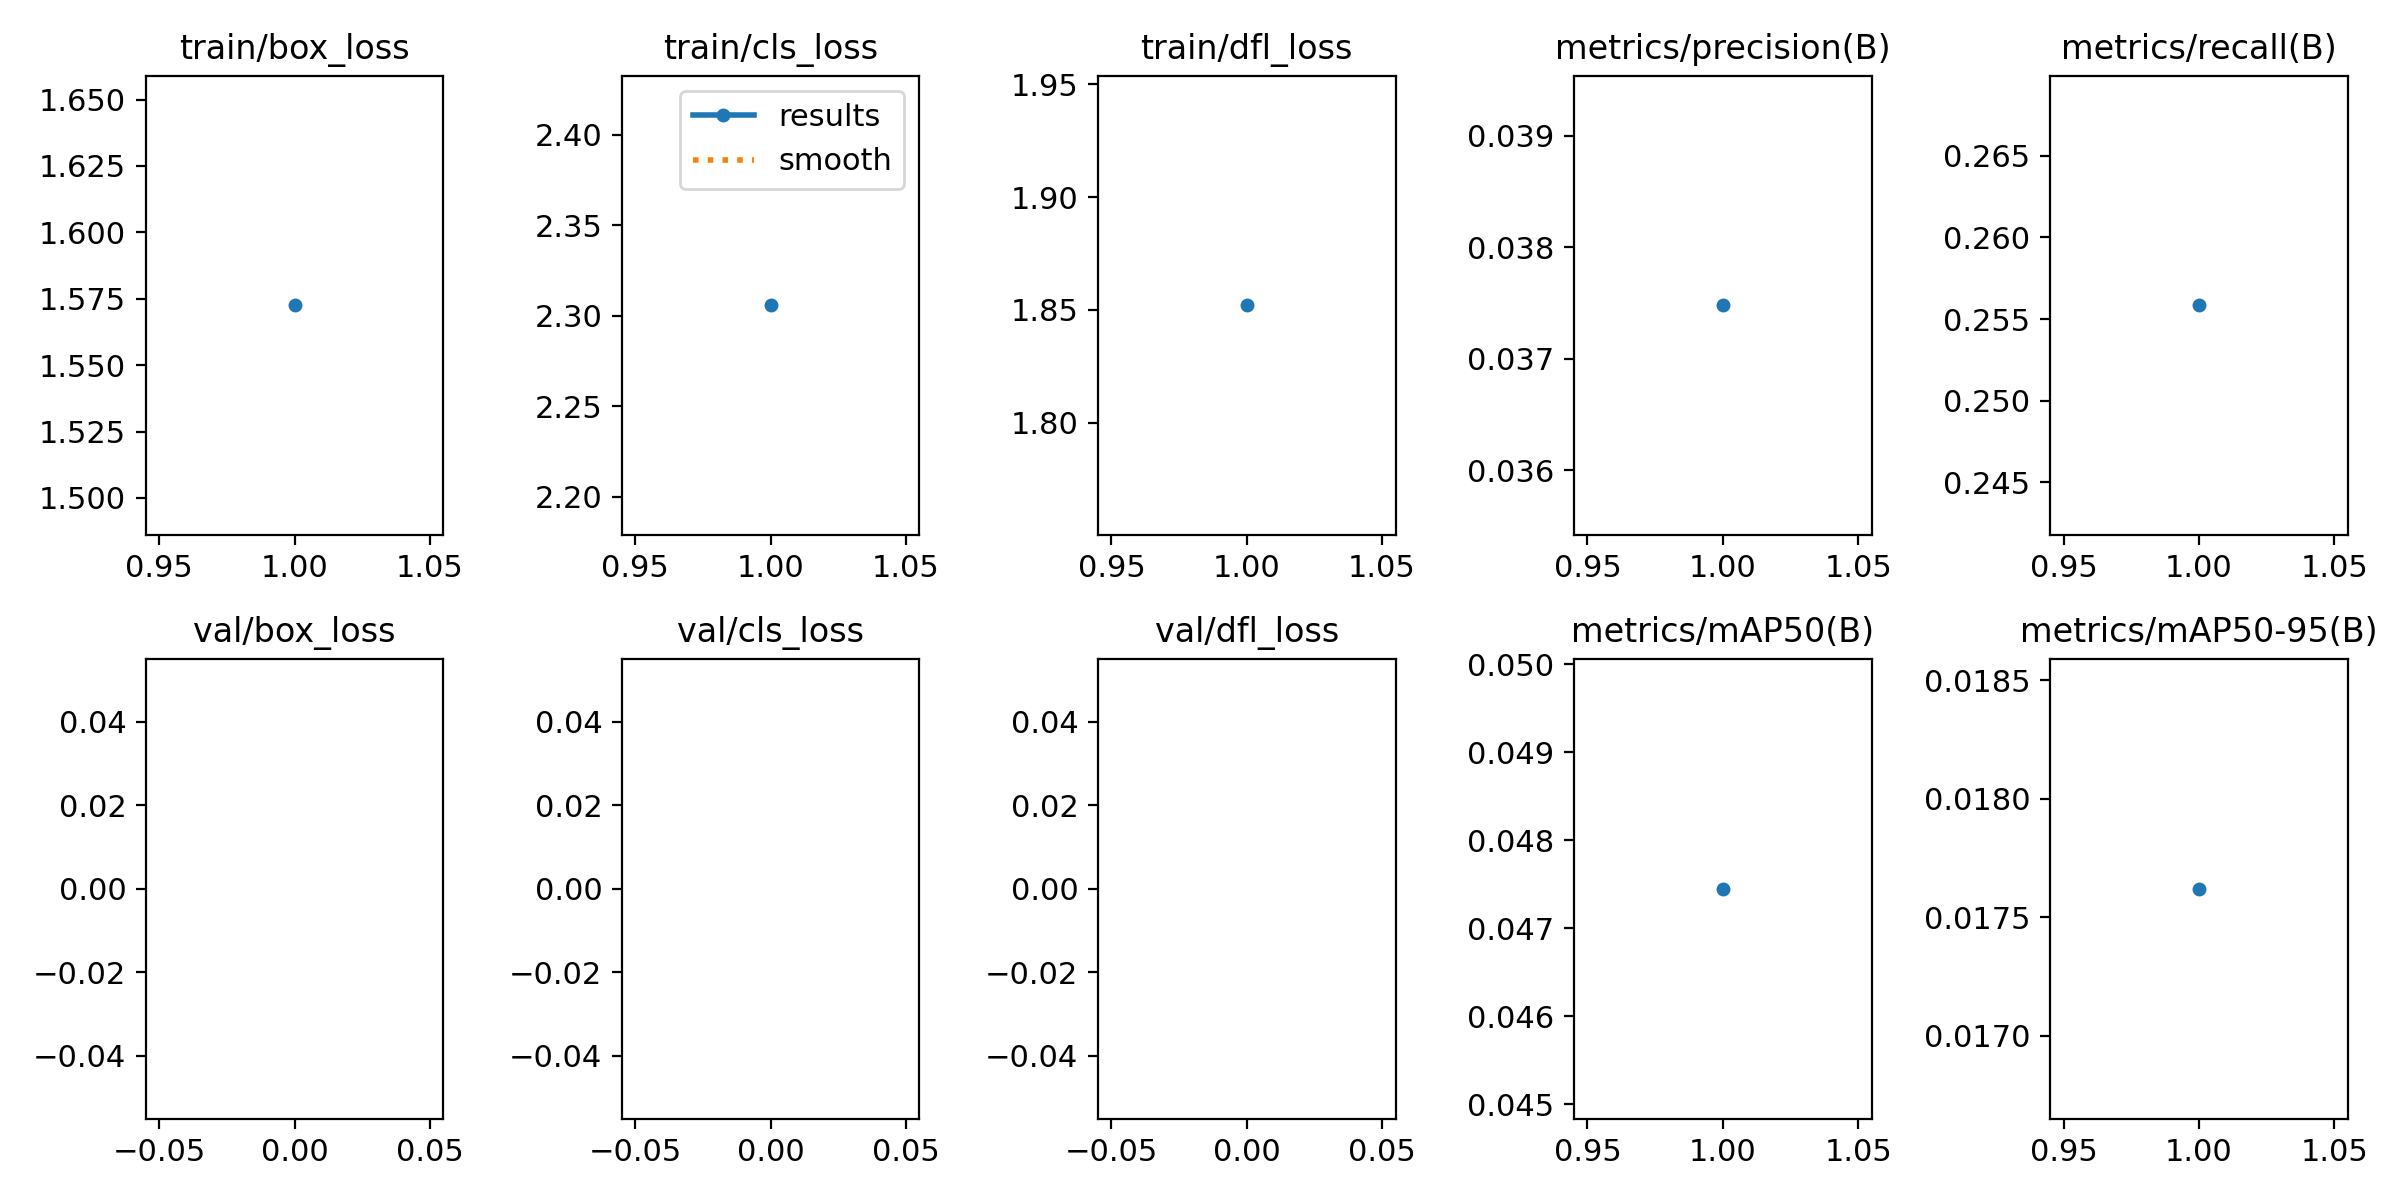 train/box_loss
1.650
1.625
1.600
1.575
1.550
1.525
1.500
0.95 1.00 1.05
train/cls_loss
results
smooth
2.40
2.35
2.30
2.25
2.20
0.95 1.00 1.05
train/dfl_loss
1.95
1.90
1.85
1.80
0.95 1.00 1.05
metrics/precision(B)
0.039
0.038
0.037
0.036
0.95 1.00 1.05
metrics/recall(B)
0.265
0.260
0.255
0.250
0.245
0.95 1.00 1.05
val/box_loss
0.04
0.02
0.00
−0.02
−0.04
−0.05 0.00 0.05
val/cls_loss
0.04
0.02
0.00
−0.02
−0.04
−0.05 0.00 0.05
val/dfl_loss
0.04
0.02
0.00
−0.02
−0.04
−0.05 0.00 0.05
metrics/mAP50(B)
0.050
0.049
0.048
0.047
0.046
0.045
0.95 1.00 1.05
metrics/mAP50-95(B)
0.0185
0.0180
0.0175
0.0170
0.95 1.00 1.05